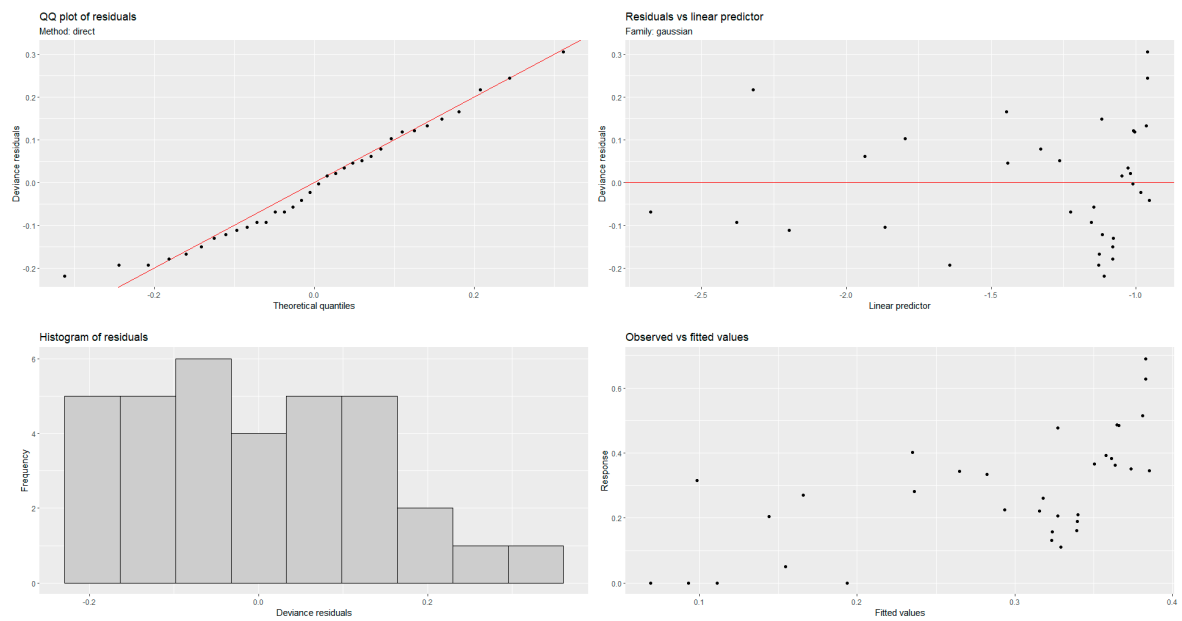 QQ plot of residuals
Method: direct
Deviance residuals
0.3
0.2
0.1
0.0
-0.1
-0.2
-0.2
0.0
0.2
Theoretical quantiles
Residuals vs linear predictor
Family: gaussian
Deviance residuals
0.3
0.2
0.1
0.0
-0.1
-0.2
-2.5
-2.0
-1.5
-1.0
Linear predictor
Histogram of residuals
Frequency
6
4
2
0
-0.2
0.0
0.2
Deviance residuals
Observed vs fitted values
Response
0.6
0.4
0.2
0.0
0.1
0.2
0.3
0.4
Fitted values